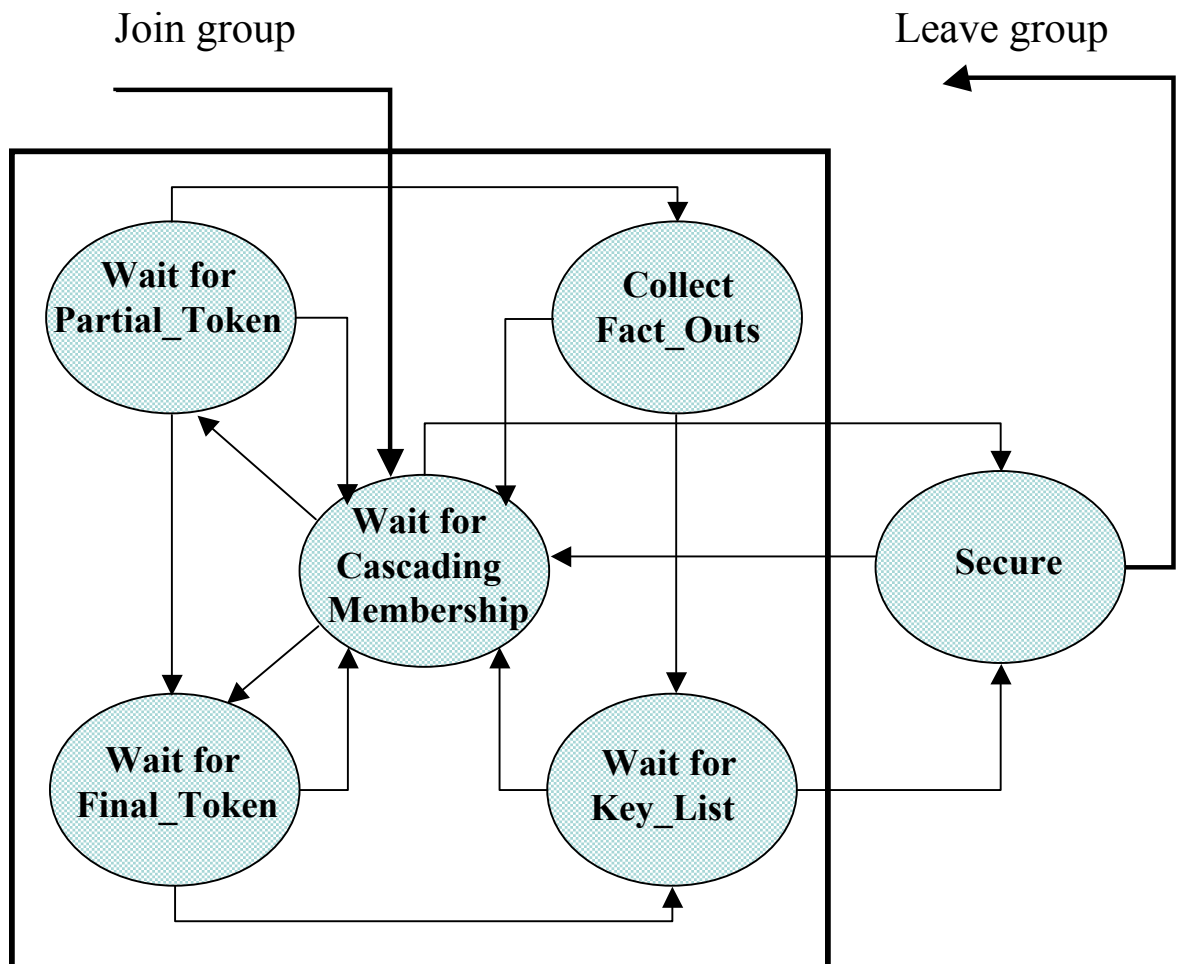 Join group
Leave group
Wait for
Partial_Token
Collect
Fact_Outs
Wait for
Cascading
Membership
Secure
Wait for
Final_Token
Wait for
Key_List